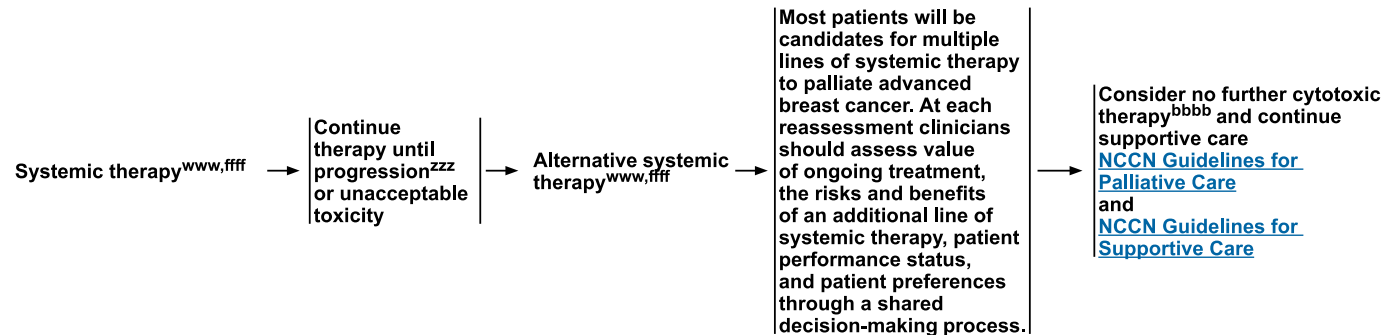 Systemic therapywww,ffff
Continue
therapy until
progressionzzz
or unacceptable
toxicity
Alternative systemic
therapywww,ffff
Most patients will be
candidates for multiple
lines of systemic therapy
to palliate advanced
breast cancer. At each
reassessment clinicians
should assess value
of ongoing treatment,
the risks and benefits
of an additional line of
systemic therapy, patient
performance status,
and patient preferences
through a shared
decision-making process.
Consider no further cytotoxic
therapybbbb and continue
supportive care
NCCN Guidelines for
Palliative Care
and
NCCN Guidelines for
Supportive Care